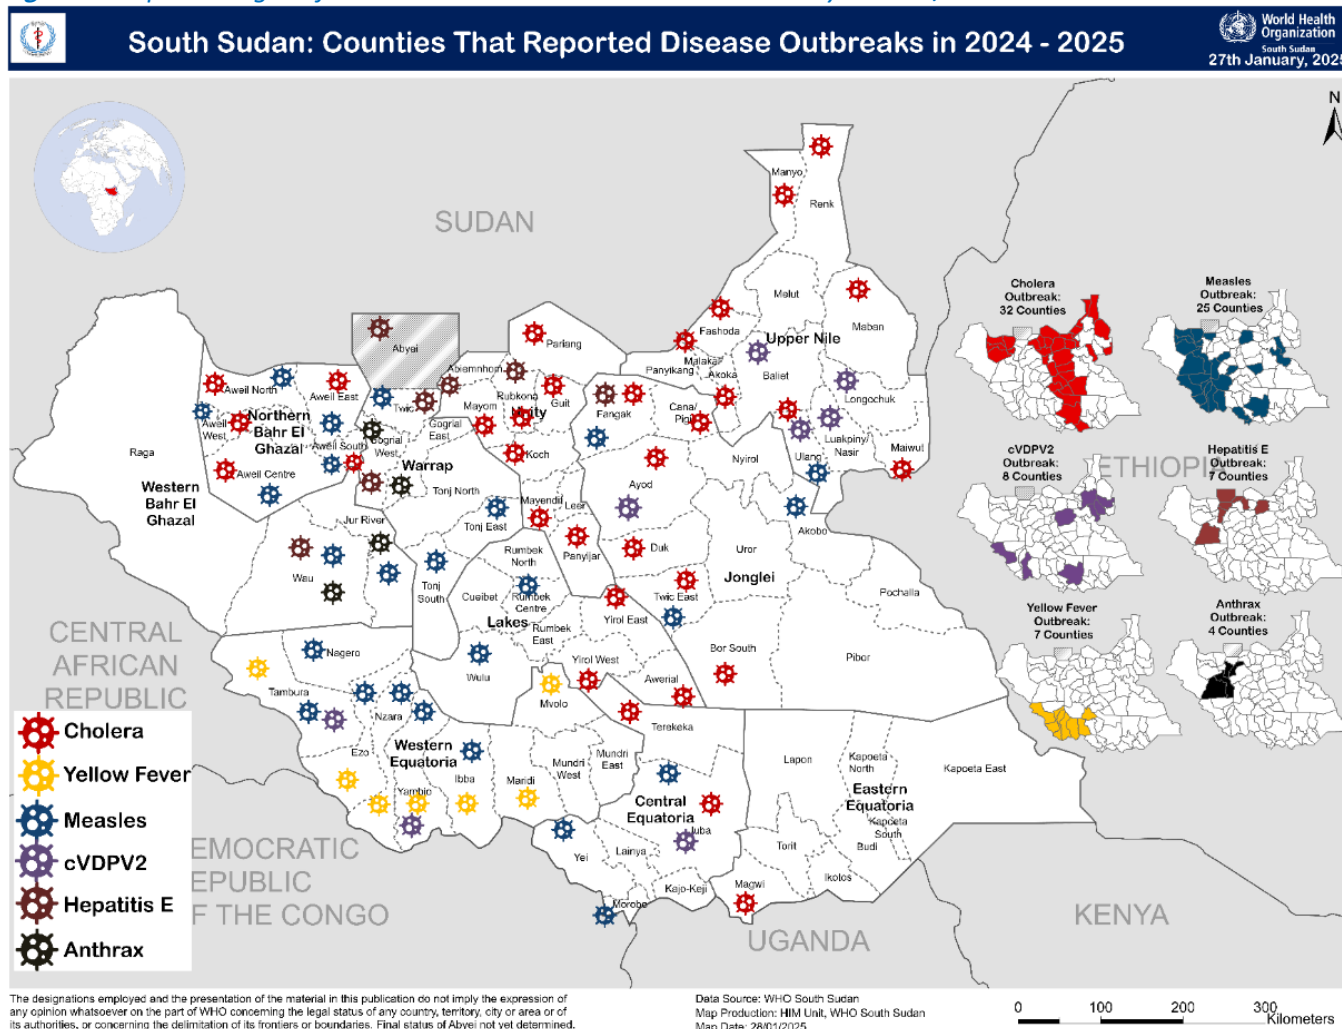 South Sudan: Counties That Reported Disease Outbreaks in 2024 - 2025
World Health
Organization
South Sudan
27th January, 2025
N
SUDAN
Manyo
Renk
Melut
Maban
Fashoda
Upper Nile
Malakal
Panyikang
Akoka
Baliet
Longochuk
Luakpiny/
Nasir
Maiwut
Ulang
Nyirol
Abyei
Pariang
Abiemnhom
Rubkona
Unity
Guit
Mayom
Koch
Mayendit
Leer
Panyijar
Fangak
Cana/
Pigi
Ayod
Duk
Akobo
Uror
Jonglei
Pochalla
Twic East
Bor South
Pibor
Aweil North
Aweil East
Aweil
West
Northern
Bahr El
Ghazal
Aweil South
Aweil Centre
Raga
Western
Bahr El
Ghazal
Jur River
Wau
Twic
Gogrial
East
Gogrial
West
Warrap
Tonj North
Tonj East
Tonj
South
Rumbek
North
Cueibet
Rumbek
Centre
Lakes
Rumbek
East
Wulu
Yirol East
Yirol West
Awerial
Nagero
Tambura
Nzara
Ezo
Western
Equatoria
Yambio
Ibba
Maridi
Mvolo
Mundri
West
Mundri
East
Terekeka
Central
Equatoria
Juba
Yei
Lainya
Morobo
Kajo-Keji
Magwi
Lapon
Kapoeta
North
Kapoeta East
Eastern
Equatoria
Kapoeta
South
Budi
Torit
Ikotos
CENTRAL
AFRICAN
REPUBLIC
EMOCRATIC
EPUBLIC
F THE CONGO
UGANDA
KENYA
ETHIOPIA
Cholera
Outbreak:
32 Counties
Measles
Outbreak:
25 Counties
cVDPV2
Outbreak:
8 Counties
Hepatitis E
Outbreak:
7 Counties
Yellow Fever
Outbreak:
7 Counties
Anthrax
Outbreak:
4 Counties
Cholera
Yellow Fever
Measles
cVDPV2
Hepatitis E
Anthrax
The designations employed and the presentation of the material in this publication do not imply the expression of
any opinion whatsoever on the part of WHO concerning the legal status of any country, territory, city or area or of
its authorities, or concerning the delimitation of its frontiers or boundaries. Final status of Abyei not yet determined.
Data Source: WHO South Sudan
Map Production: HIM Unit, WHO South Sudan
Map Date: 28/01/2025
0 100 200 300
Kilometers